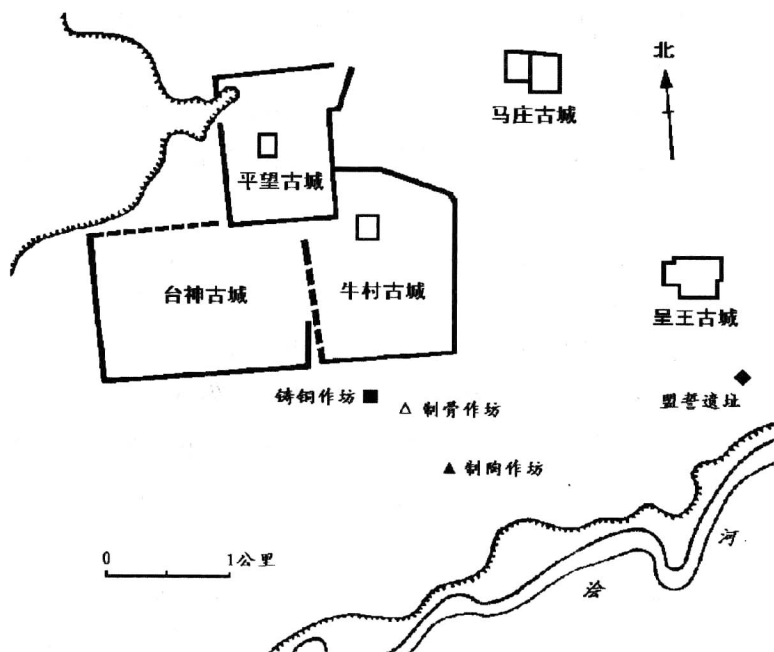 北
马庄古城
平望古城
台神古城
牛村古城
呈王古城
铸铜作坊
制骨作坊
盟誓遗址
制陶作坊
0
1公里
河
浍